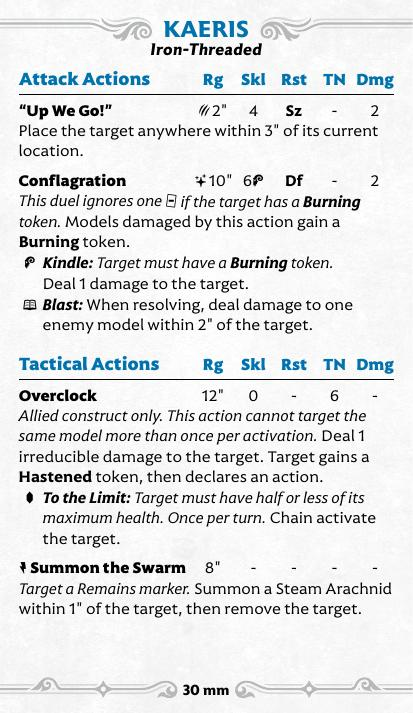 KAERIS
Iron-Threaded
Attack Actions Rg Skl Rst TN Dmg
“Up We Go!” 2" 4 Sz - 2
Place the target anywhere within 3" of its current
location.
Conflagration 10" 6 Df - 2
This duel ignores one if the target has a Burning
token. Models damaged by this action gain a
Burning token.
Kindle: Target must have a Burning token.
Deal 1 damage to the target.
Blast: When resolving, deal damage to one
enemy model within 2" of the target.
Tactical Actions Rg Skl Rst TN Dmg
Overclock 12" 0 - 6 -
Allied construct only. This action cannot target the
same model more than once per activation. Deal 1
irreducible damage to the target. Target gains a
Hastened token, then declares an action.
To the Limit: Target must have half or less of its
maximum health. Once per turn. Chain activate
the target.
Summon the Swarm 8" - - - -
Target a Remains marker. Summon a Steam Arachnid
within 1" of the target, then remove the target.
30 mm